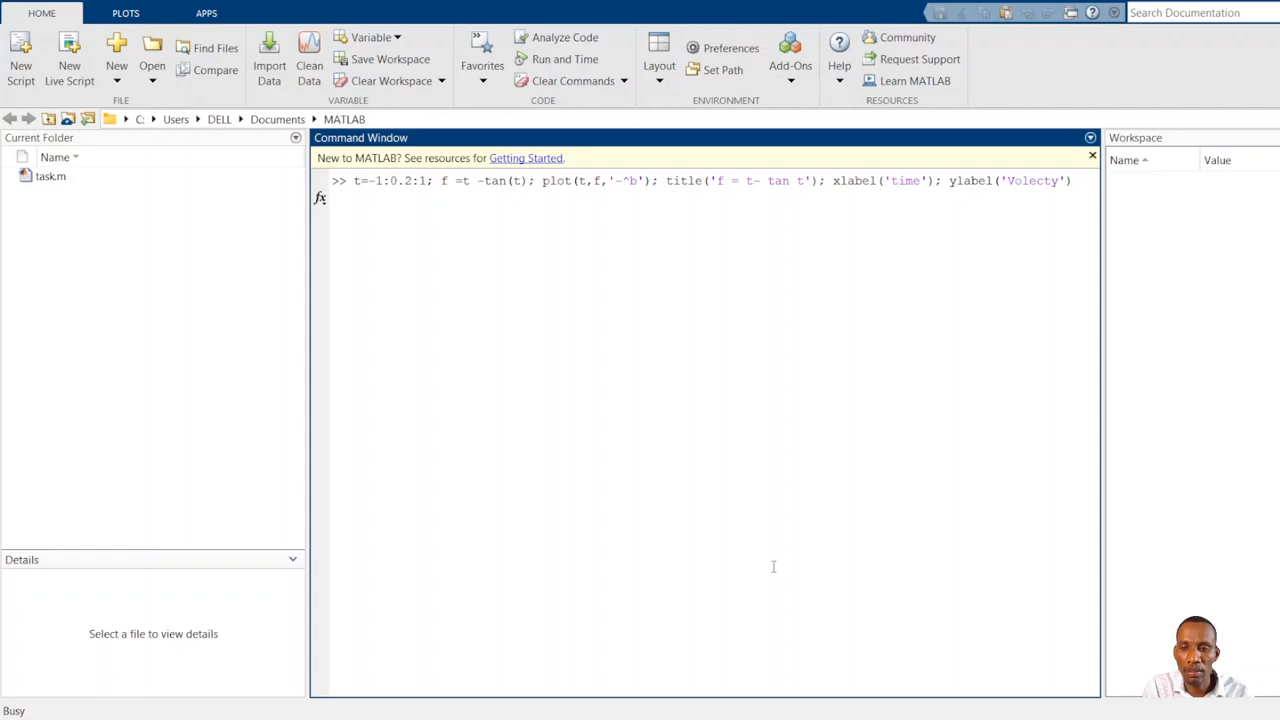 HOME PLOTS APPS Search Documentation
New Script
New Live Script
New
Open
Find Files
Compare
FILE
Import Data
Clean Data
Variable
Save Workspace
Clear Workspace
VARIABLE
Favorites
Analyze Code
Run and Time
Clear Commands
CODE
Layout
Preferences
Set Path
Add-Ons
ENVIRONMENT
Help
Community
Request Support
Learn MATLAB
RESOURCES
C: Users DELL Documents MATLAB
Current Folder
Name
task.m
Details
Select a file to view details
Command Window
New to MATLAB? See resources for Getting Started.
>> t=-1:0.2:1; f =t -tan(t); plot(t,f,'-^b'); title('f = t- tan t'); xlabel('time'); ylabel('Volecty')
fx
Workspace
Name Value
Busy